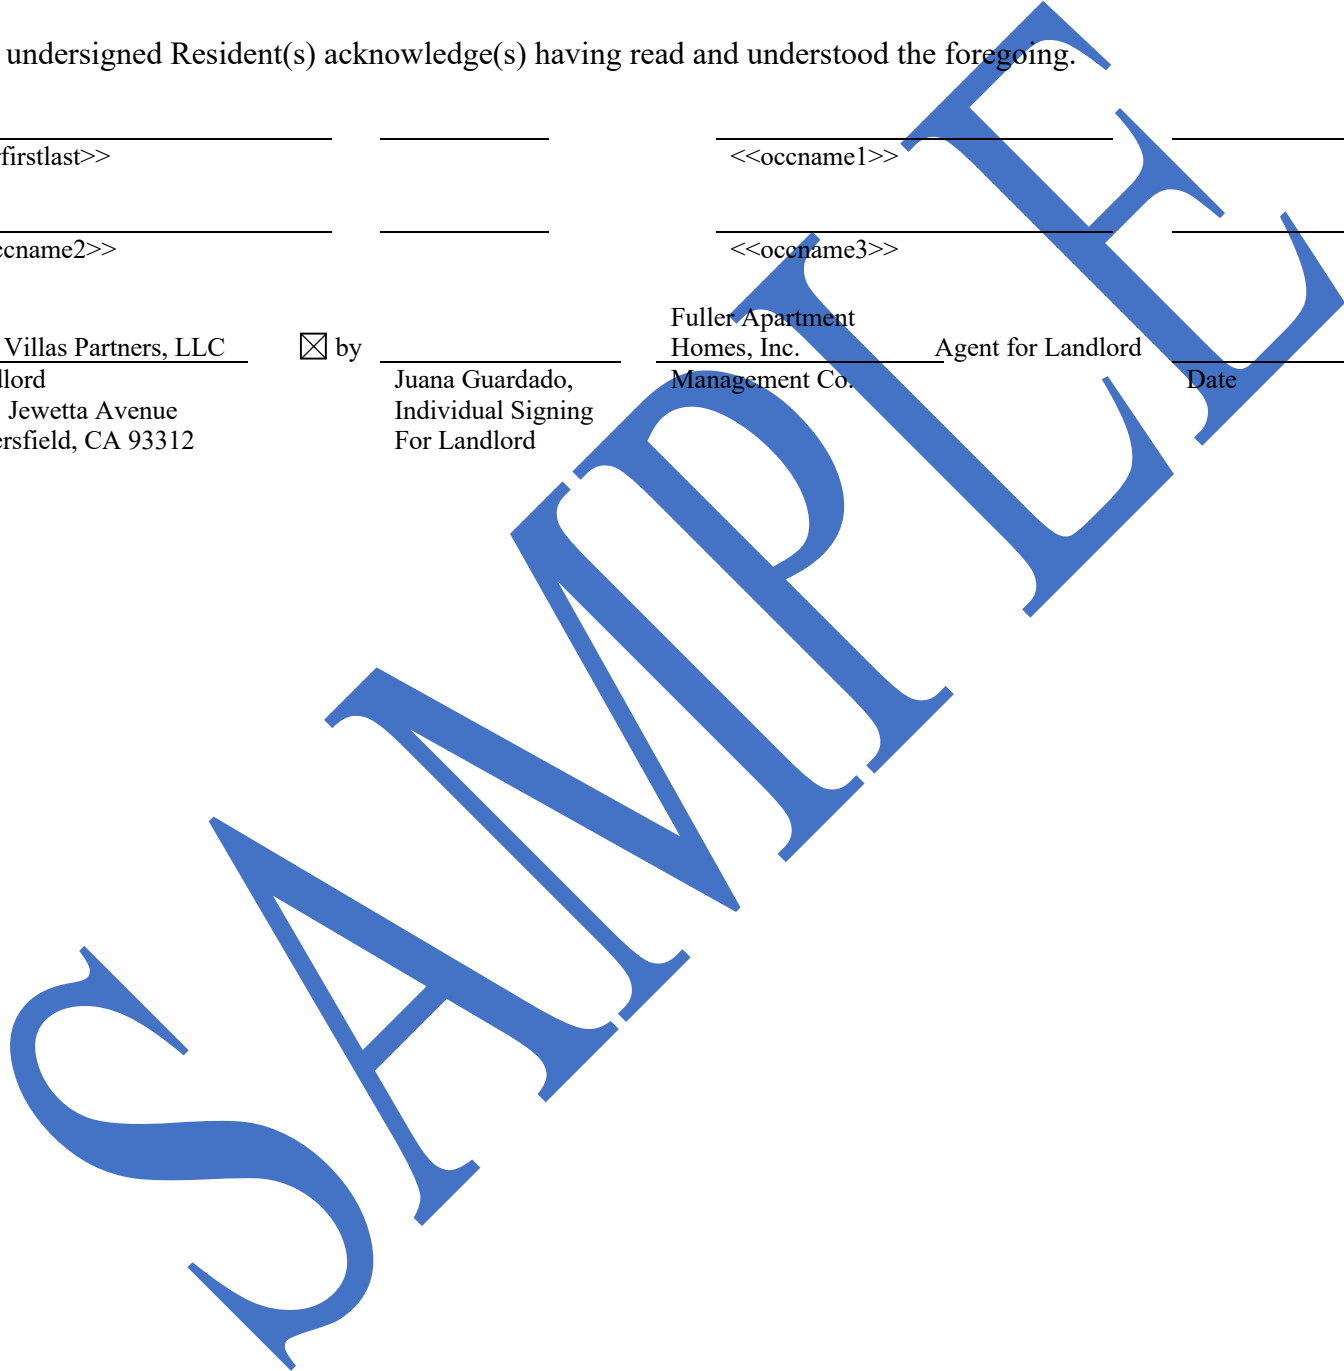 undersigned Resident(s) acknowledge(s) having read and understood the foregoing.
firstlast>> <<occname1>>
ccname2>> <<occname3>>
Fuller Apartment
Villas Partners, LLC ☒ by Homes, Inc. Agent for Landlord
dlord Juana Guardado, Management Co. Date
Jewetta Avenue Individual Signing
ersfield, CA 93312 For Landlord
SAMPLE